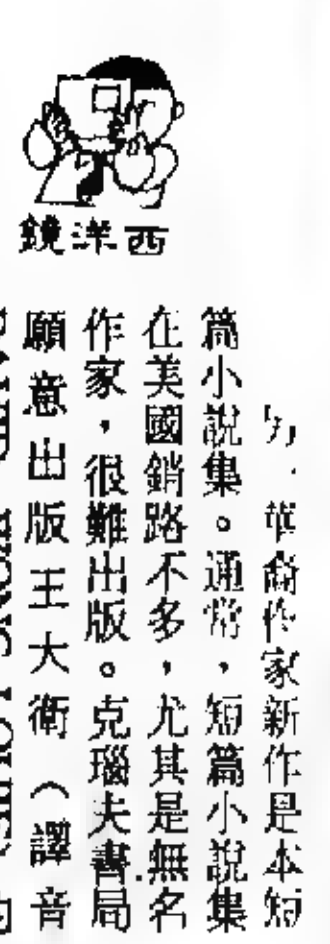 西洋鏡
華裔作家新作是本短
篇小說集。通常，短篇小說集
在美國銷路不多，尤其是無名
作家，很難出版。克瑙夫書局
願意出版王大衛（譯音